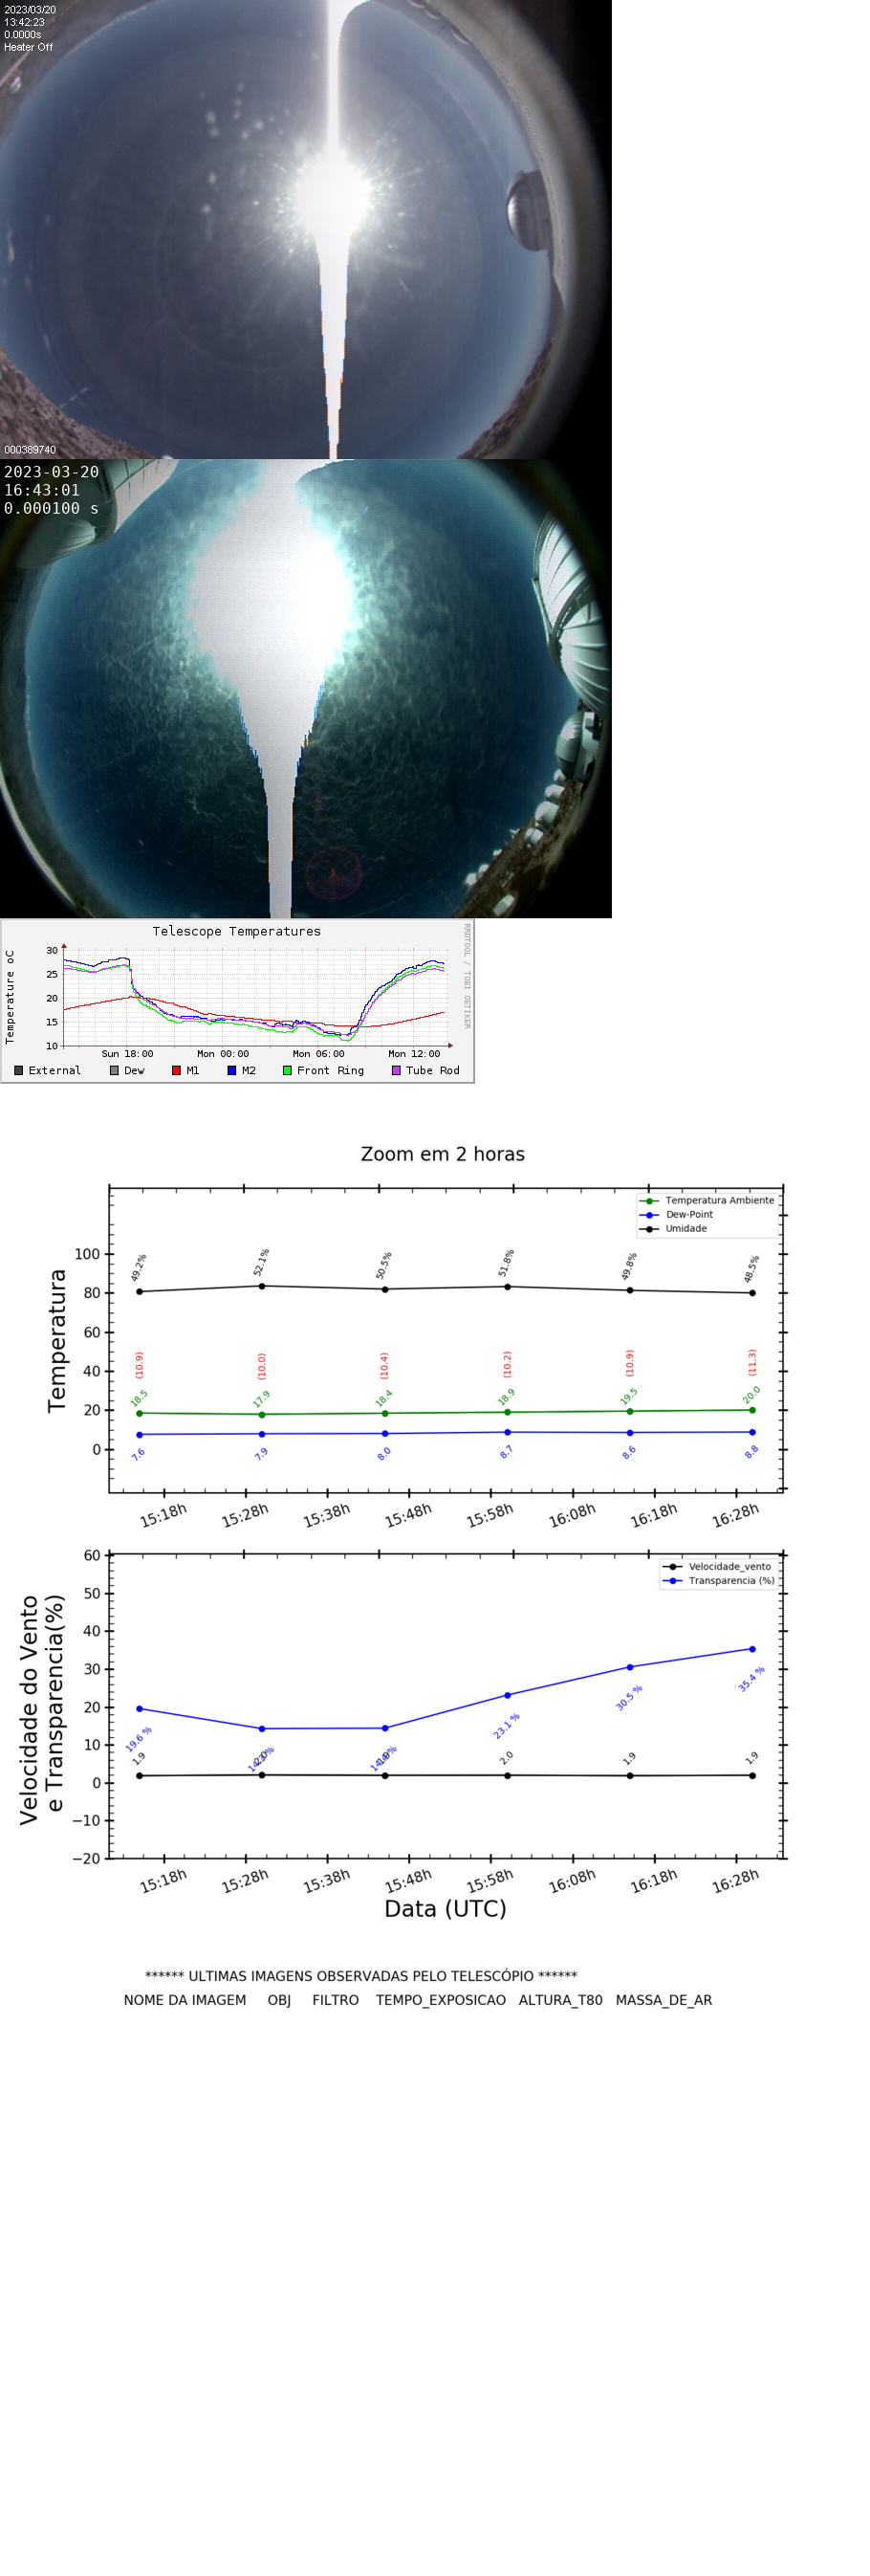 2023/03/20
13:42:23
0.0000s
Heater Off
000389740
2023-03-20
16:43:01
0.000100 s
Telescope Temperatures
RRDTOOL / TOBI OETIKER
Temperature oC
30
25
20
15
10
Sun 18:00 Mon 00:00 Mon 06:00 Mon 12:00
External Dew M1 M2 Front Ring Tube Rod
Zoom em 2 horas
Temperatura Ambiente
Dew-Point
Umidade
Temperatura
100
80
60
40
20
0
49.2% 52.1% 50.5% 51.8% 49.8% 48.5%
(10.9) (10.0) (10.4) (10.2) (10.9) (11.3)
18.5 17.9 18.4 18.9 19.5 20.0
7.6 7.9 8.0 8.7 8.6 8.8
15:18h 15:28h 15:38h 15:48h 15:58h 16:08h 16:18h 16:28h
Velocidade_vento
Transparencia (%)
Velocidade do Vento
e Transparencia(%)
60
50
40
30
20
10
0
−10
−20
19.6 % 23.1 % 30.5 % 35.4 %
1.9 2.0 1.9 1.9
15:18h 15:28h 15:38h 15:48h 15:58h 16:08h 16:18h 16:28h
Data (UTC)
****** ULTIMAS IMAGENS OBSERVADAS PELO TELESCÓPIO ******
NOME DA IMAGEM OBJ FILTRO TEMPO_EXPOSICAO ALTURA_T80 MASSA_DE_AR